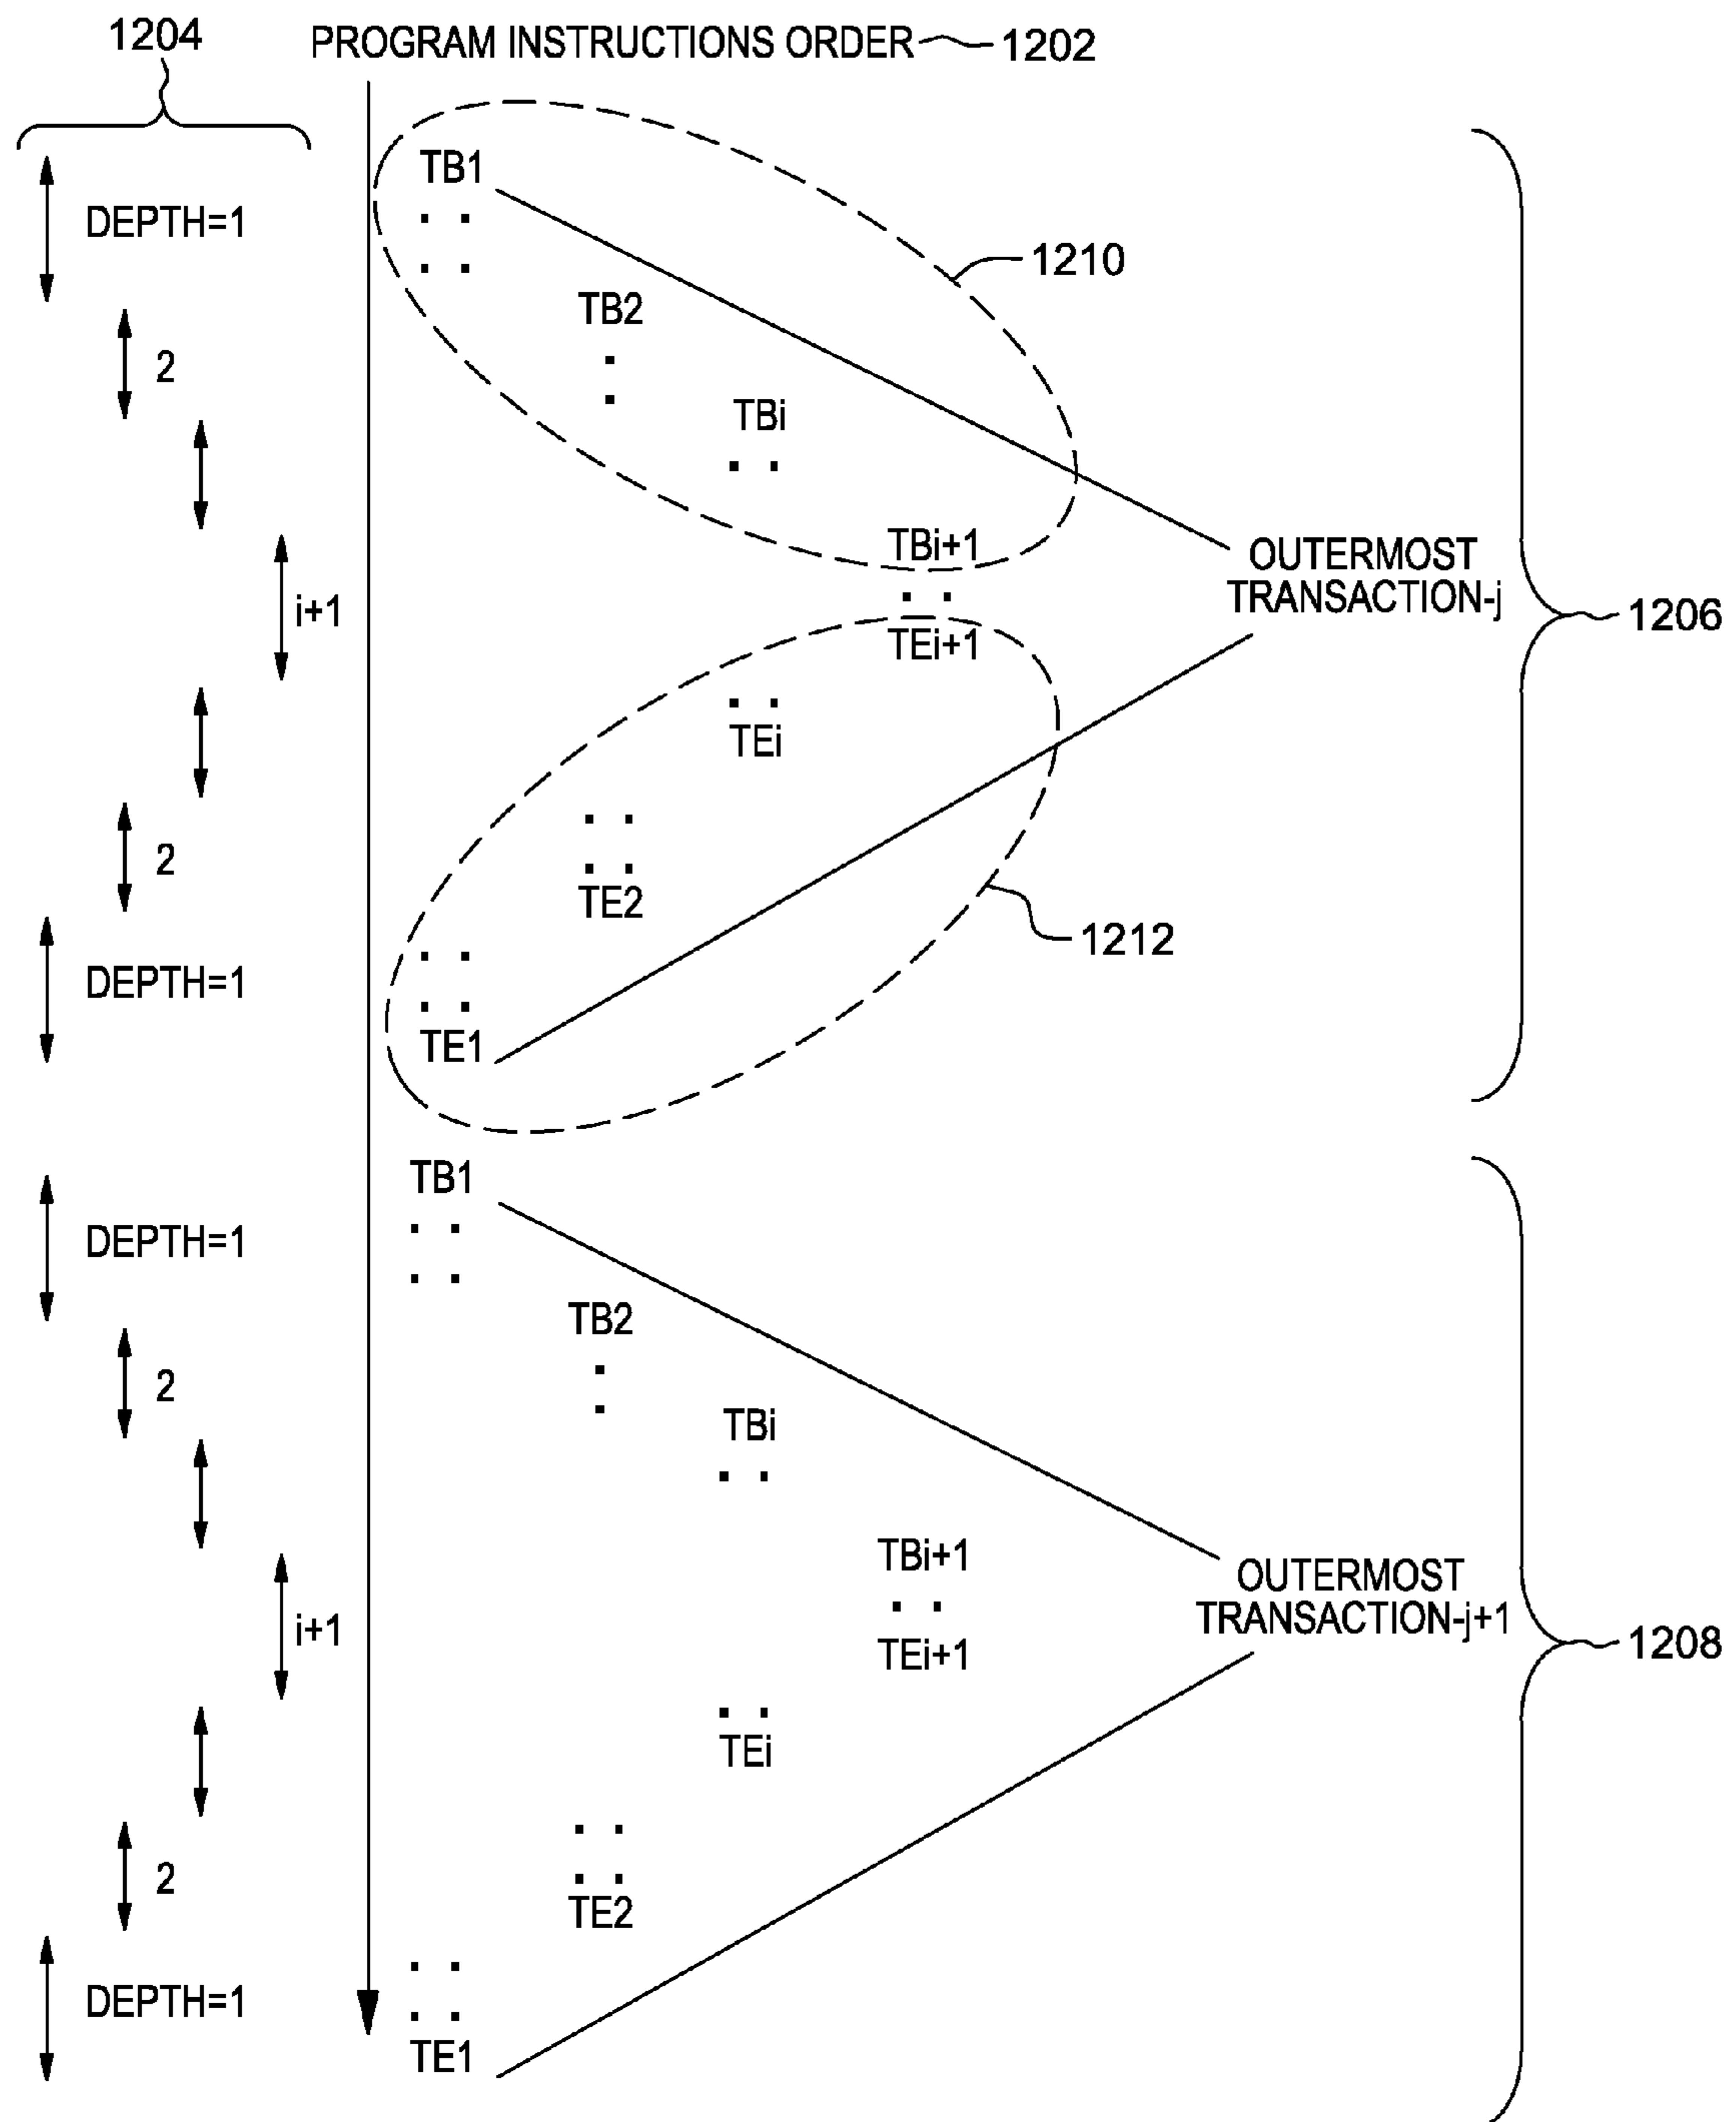 1204
PROGRAM INSTRUCTIONS ORDER 1202
TB1
DEPTH=1
1210
TB2
2
TBi
TBi+1
OUTERMOST
TRANSACTION-j
i+1
1206
TEi+1
TEi
2
TE2
1212
DEPTH=1
TE1
TB1
DEPTH=1
TB2
2
TBi
TBi+1
OUTERMOST
TRANSACTION-j+1
i+1
1208
TEi+1
TEi
2
TE2
DEPTH=1
TE1